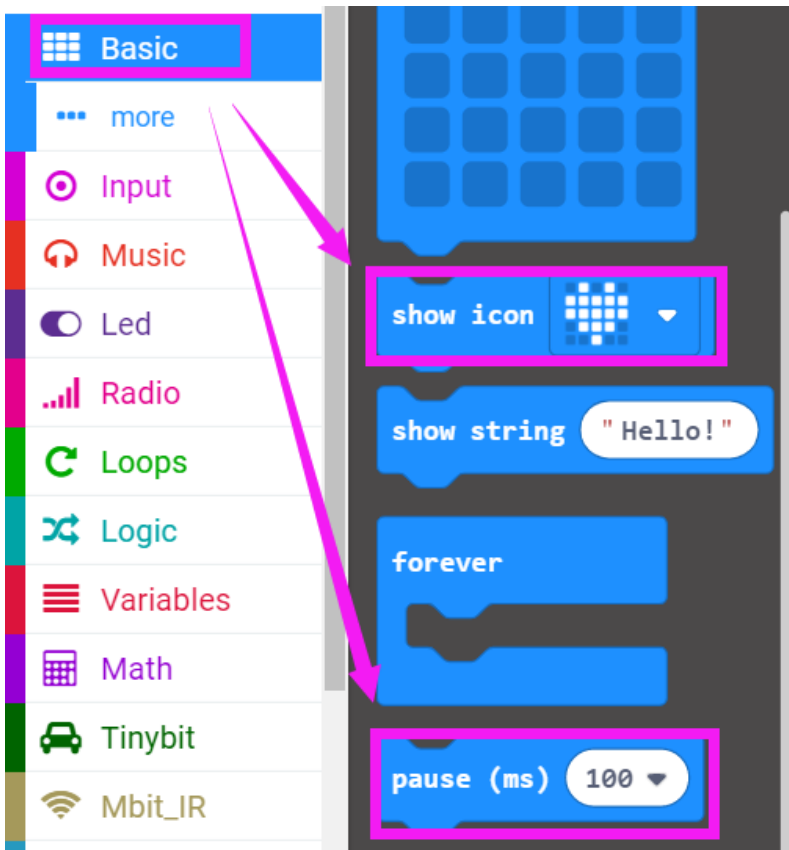 Basic
more
Input
Music
Led
Radio
Loops
Logic
Variables
Math
Tinybit
Mbit_IR
show icon
show string "Hello!"
forever
pause (ms) 100